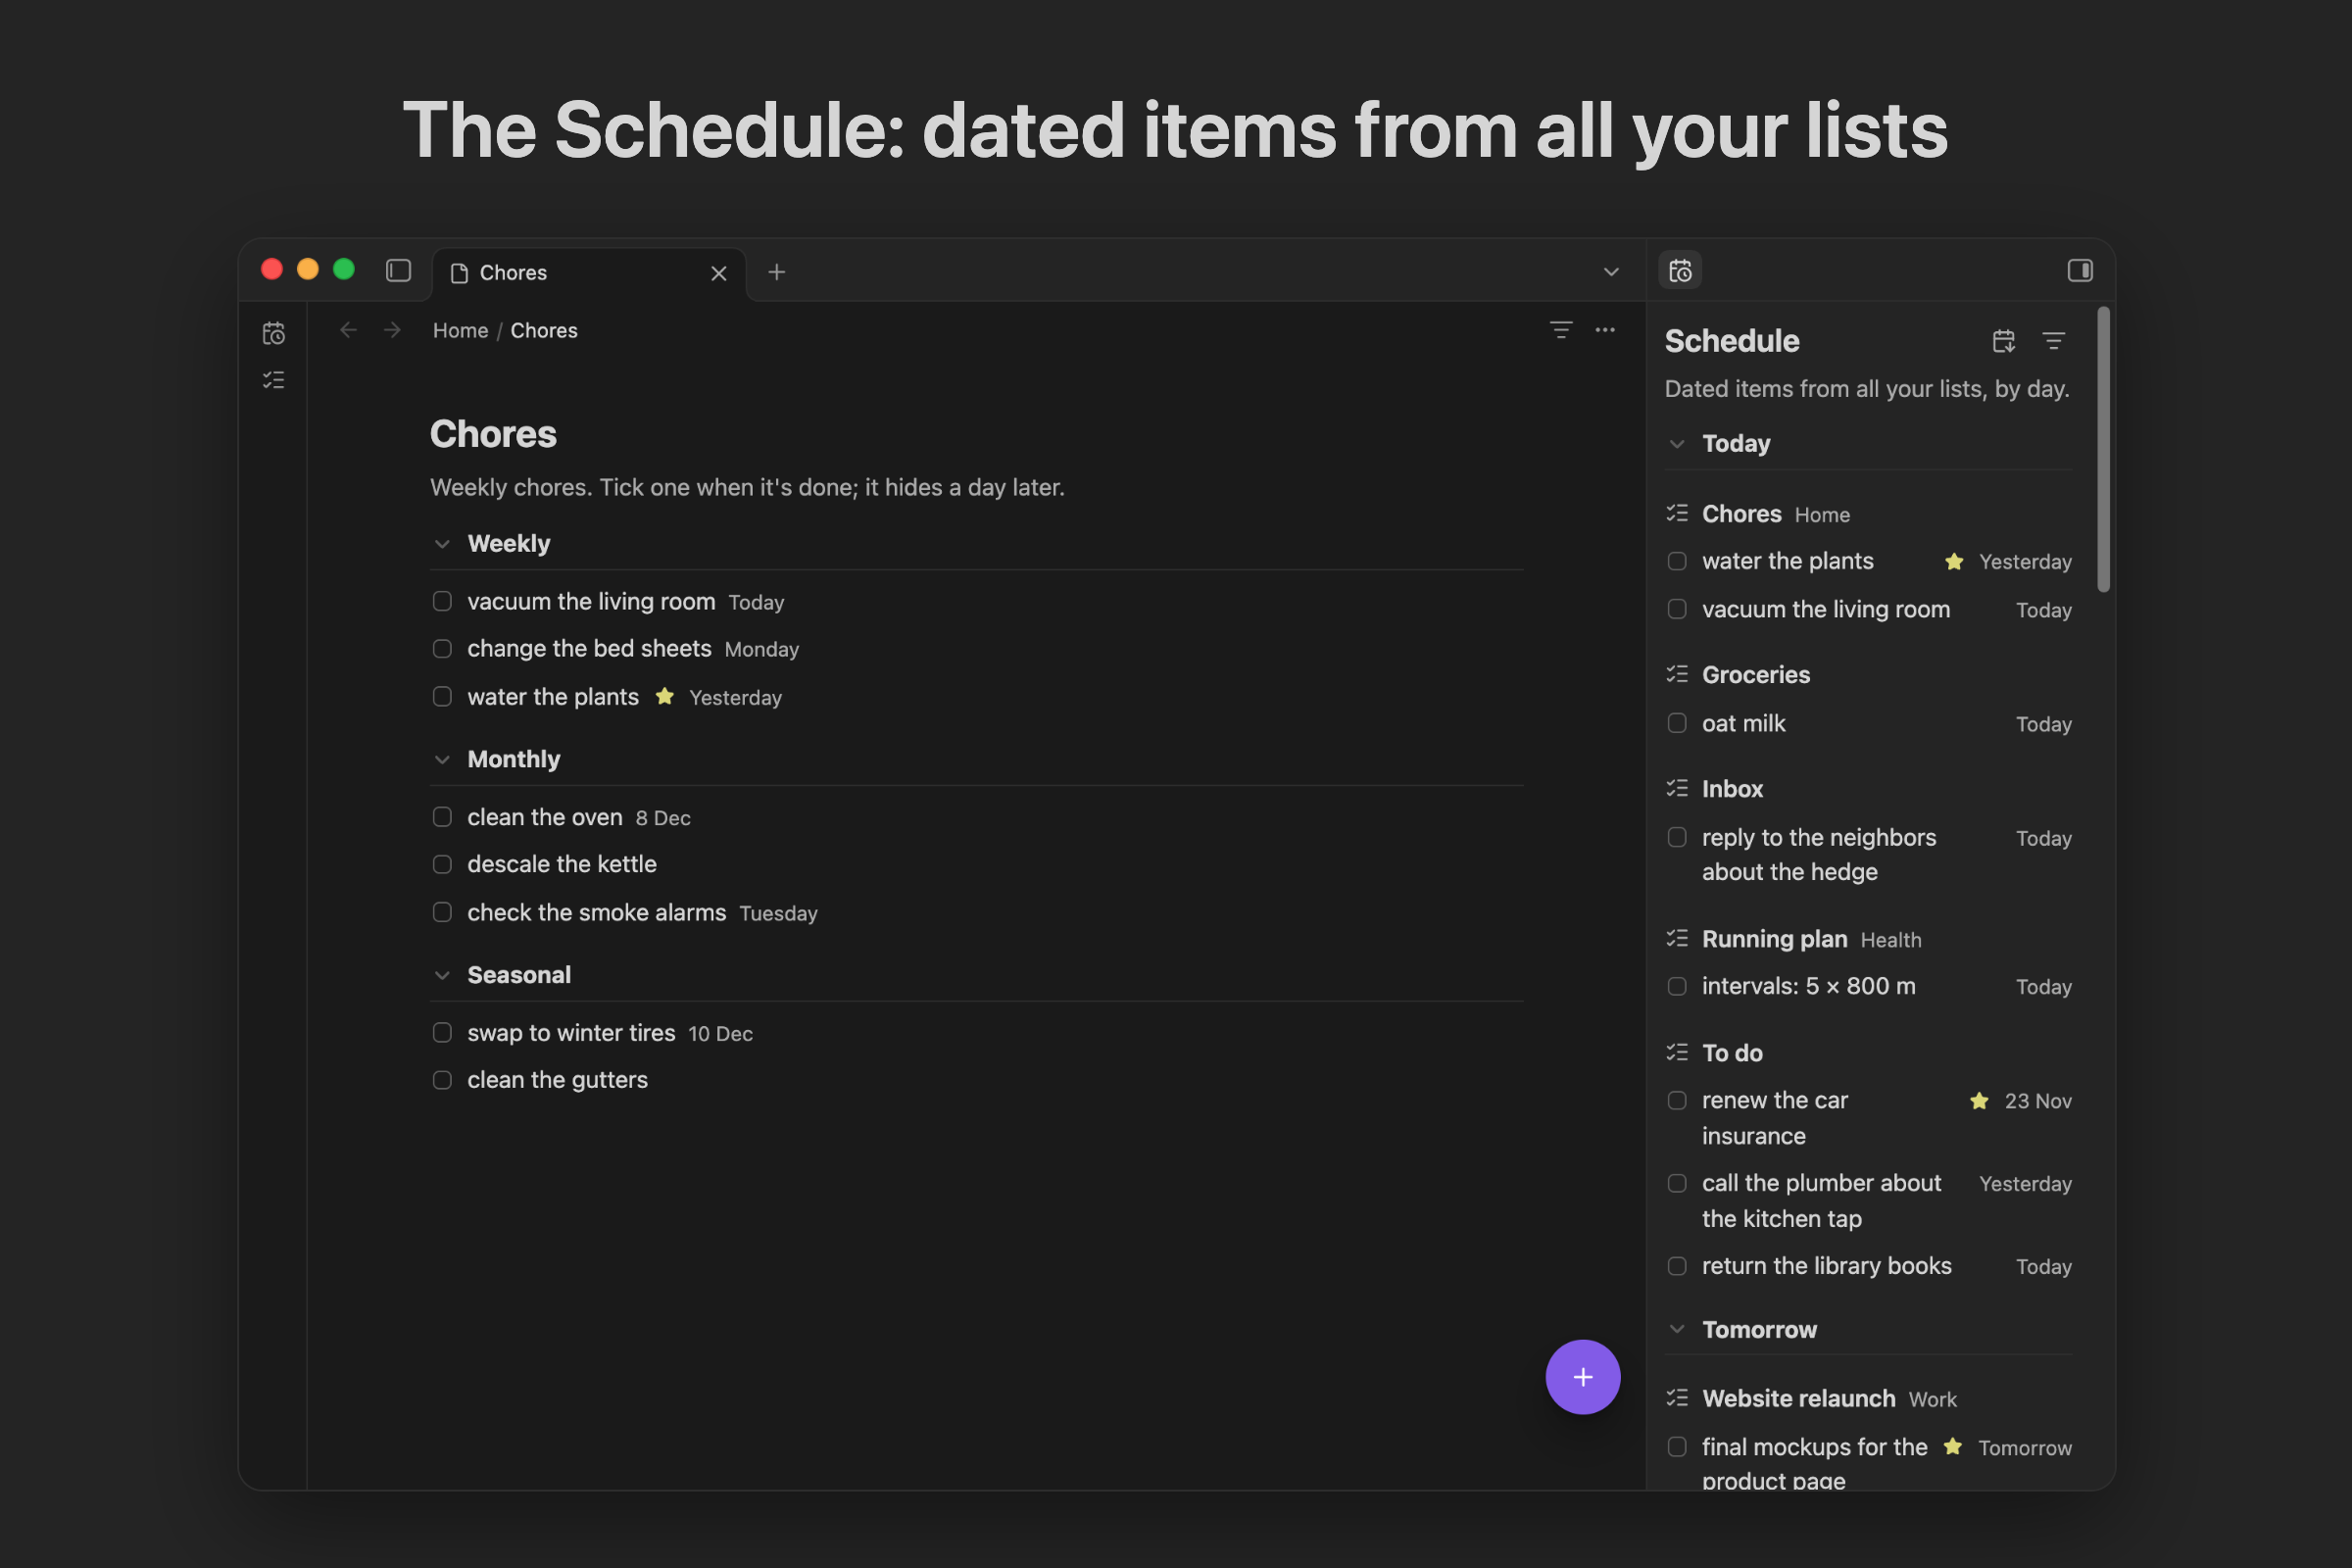 The Schedule: dated items from all your lists
Chores
Home / Chores
Chores
Weekly chores. Tick one when it's done; it hides a day later.
Weekly
vacuum the living room Today
change the bed sheets Monday
water the plants Yesterday
Monthly
clean the oven 8 Dec
descale the kettle
check the smoke alarms Tuesday
Seasonal
swap to winter tires 10 Dec
clean the gutters
Schedule
Dated items from all your lists, by day.
Today
Chores Home
water the plants Yesterday
vacuum the living room Today
Groceries
oat milk Today
Inbox
reply to the neighbors Today
about the hedge
Running plan Health
intervals: 5 × 800 m Today
To do
renew the car 23 Nov
insurance
call the plumber about Yesterday
the kitchen tap
return the library books Today
Tomorrow
Website relaunch Work
final mockups for the Tomorrow
product page